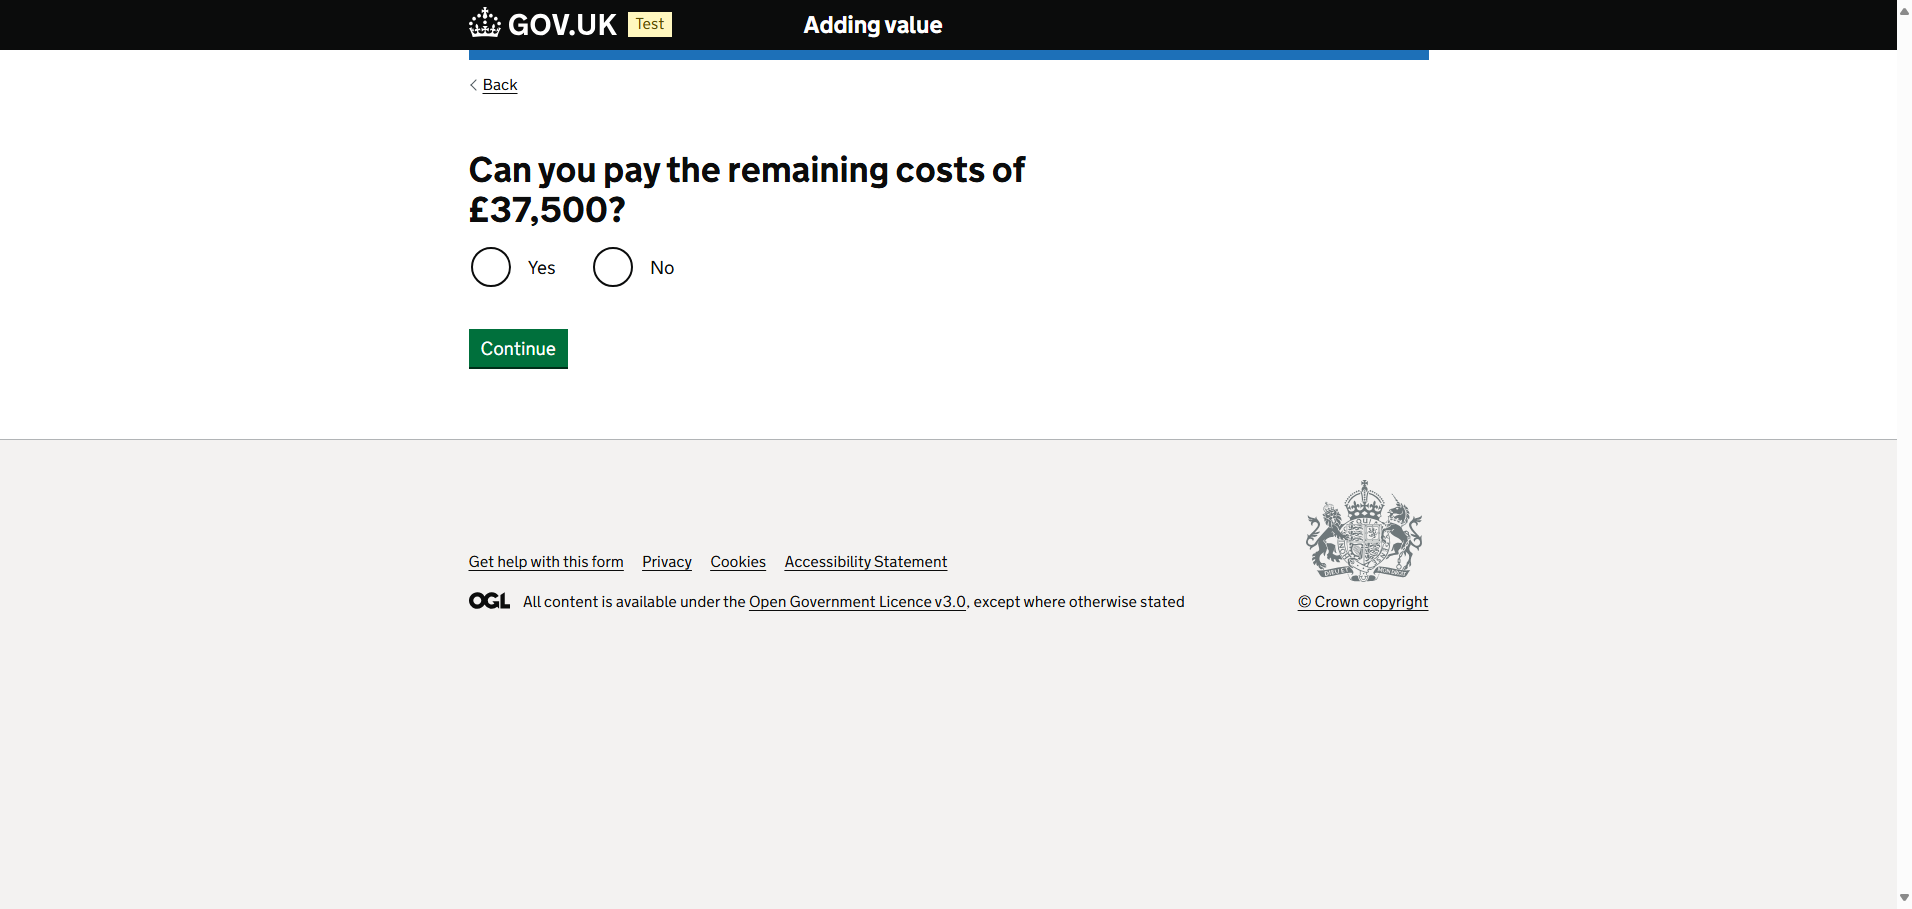 GOV.UK Test Adding value
Back
Can you pay the remaining costs of
£37,500?
Yes No
Continue
Get help with this form Privacy Cookies Accessibility Statement
OGL All content is available under the Open Government Licence v3.0, except where otherwise stated
© Crown copyright